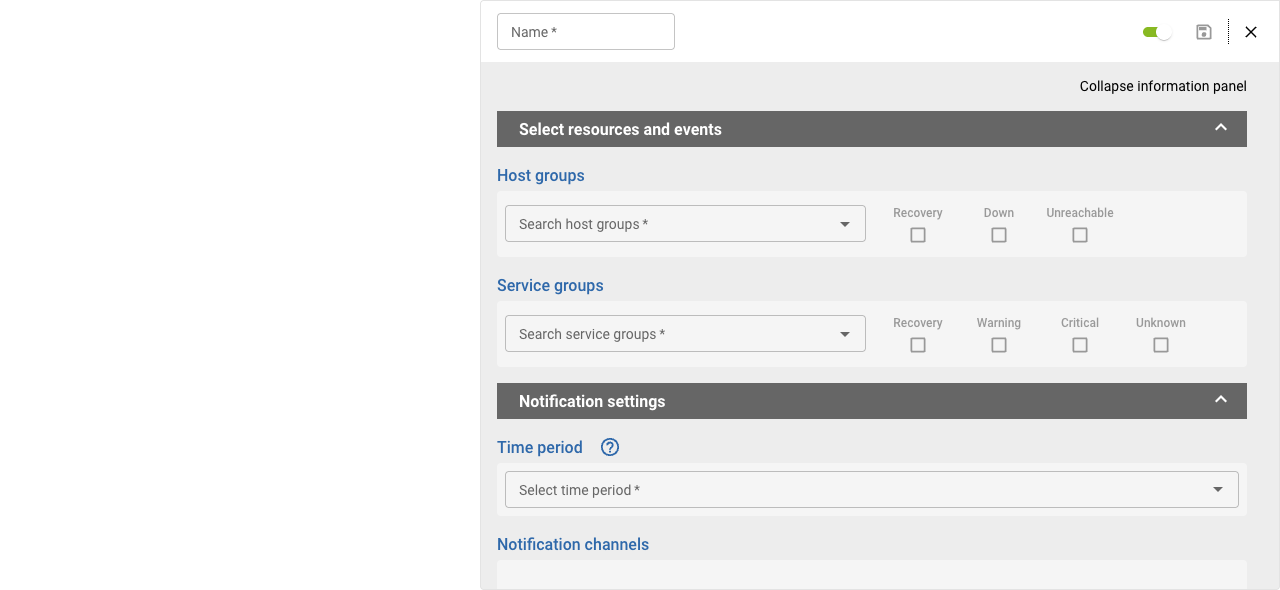 Name *
Collapse information panel
Select resources and events
Host groups
Search host groups *
Recovery Down Unreachable
Service groups
Search service groups *
Recovery Warning Critical Unknown
Notification settings
Time period
Select time period *
Notification channels